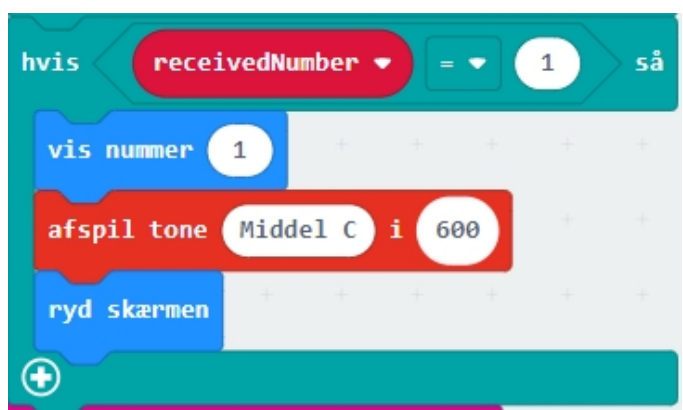 hvis receivedNumber = 1 så
vis nummer 1
afspil tone Middel C i 600
ryd skærmen